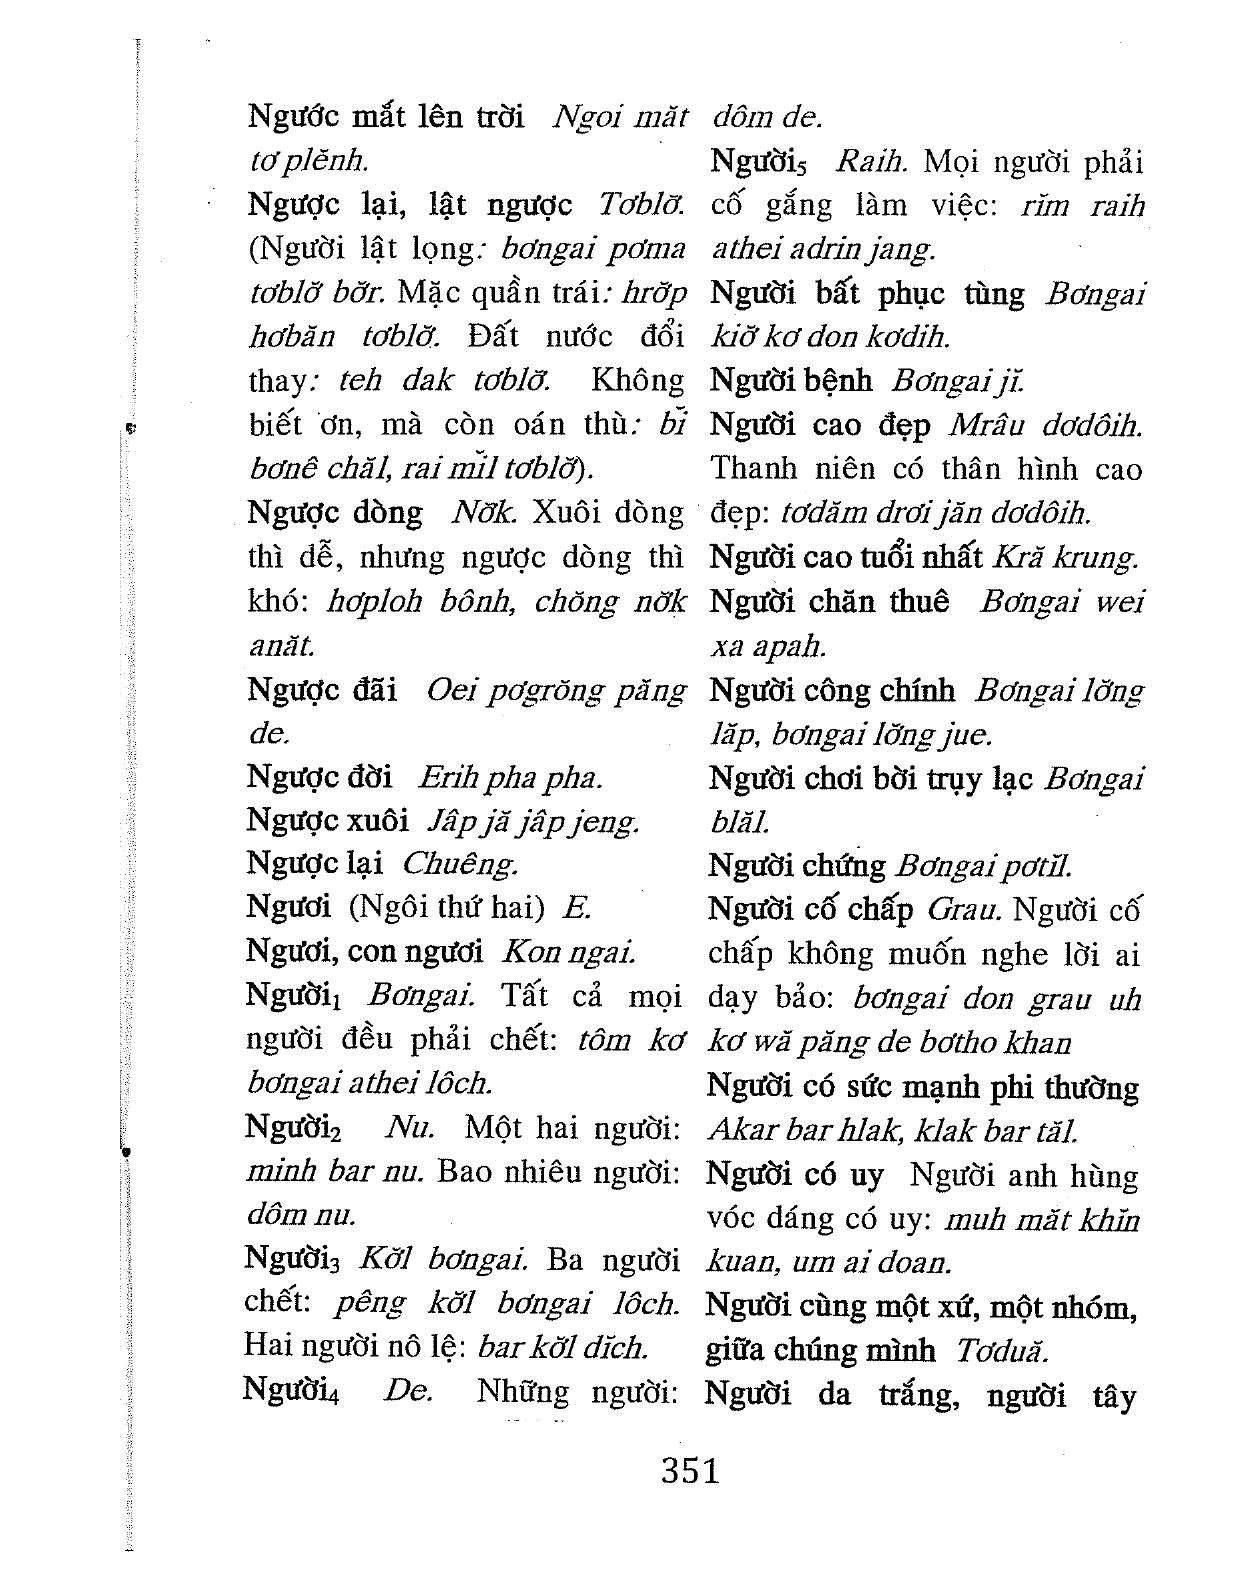 Ngước mắt lên trời Ngoi măt
tơ plĕnh.
Ngược lại, lật ngược Tơblơ̆.
(Người lật lọng: bơngai pơma
tơblơ̆ bơ̆r. Mặc quần trái: hrơ̆p
hơbăn tơblơ̆. Đất nước đổi
thay: teh dak tơblơ̆. Không
biết ơn, mà còn oán thù: bĭ
bơnê chăl, rai mĭl tơblơ̆).
Ngược dòng Nơ̆k. Xuôi dòng
thì dễ, nhưng ngược dòng thì
khó: hơploh bônh, chŏng nơ̆k
anăt.
Ngược đãi Oei pơgrŏng păng
de.
Ngược đời Erih pha pha.
Ngược xuôi Jâp jă jâp jeng.
Ngược lại Chuêng.
Ngươi (Ngôi thứ hai) E.
Ngươi, con ngươi Kon ngai.
Người₁ Bơngai. Tất cả mọi
người đều phải chết: tôm kơ
bơngai athei lôch.
Người₂ Nu. Một hai người:
minh bar nu. Bao nhiêu người:
dôm nu.
Người₃ Kơ̆l bơngai. Ba người
chết: pêng kơ̆l bơngai lôch.
Hai người nô lệ: bar kơ̆l dĭch.
Người₄ De. Những người:
dôm de.
Người₅ Raih. Mọi người phải
cố gắng làm việc: rĭm raih
athei adrin jang.
Người bất phục tùng Bơngai
kiơ̆ kơ don kơdih.
Người bệnh Bơngai jĭ.
Người cao đẹp Mrâu dơdôih.
Thanh niên có thân hình cao
đẹp: tơdăm drơi jăn dơdôih.
Người cao tuổi nhất Kră krung.
Người chăn thuê Bơngai wei
xa apah.
Người công chính Bơngai lơ̆ng
lăp, bơngai lơ̆ng jue.
Người chơi bời trụy lạc Bơngai
blăl.
Người chứng Bơngai pơtĭl.
Người cố chấp Grau. Người cố
chấp không muốn nghe lời ai
dạy bảo: bơngai don grau uh
kơ wă păng de bơtho khan
Người có sức mạnh phi thường
Akar bar hlak, klak bar tăl.
Người có uy Người anh hùng
vóc dáng có uy: muh măt khĭn
kuan, um ai doan.
Người cùng một xứ, một nhóm,
giữa chúng mình Tơduă.
Người da trắng, người tây
351